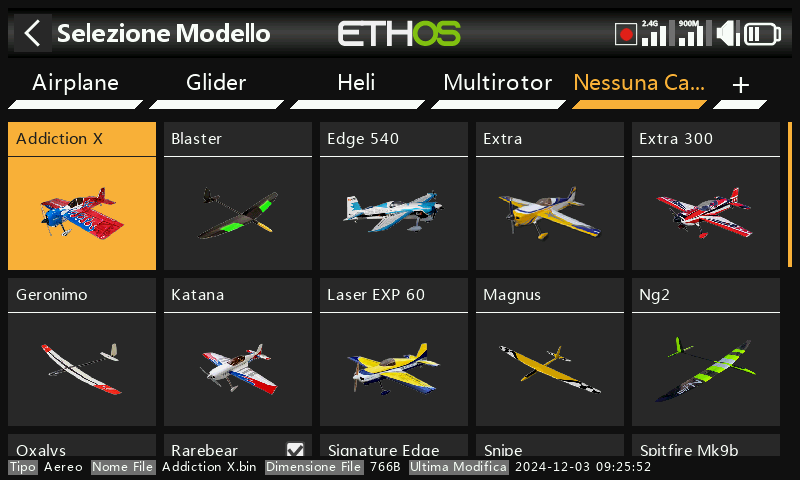 Selezione Modello
ETHOS
2.4G
900M
Airplane
Glider
Heli
Multirotor
Nessuna Ca...
+
Addiction X
Blaster
Edge 540
Extra
Extra 300
Geronimo
Katana
Laser EXP 60
Magnus
Ng2
Oxalys
Rarebear
Signature Edge
Snipe
Spitfire Mk9b
Tipo Aereo Nome File Addiction X.bin Dimensione File 766B Ultima Modifica 2024-12-03 09:25:52